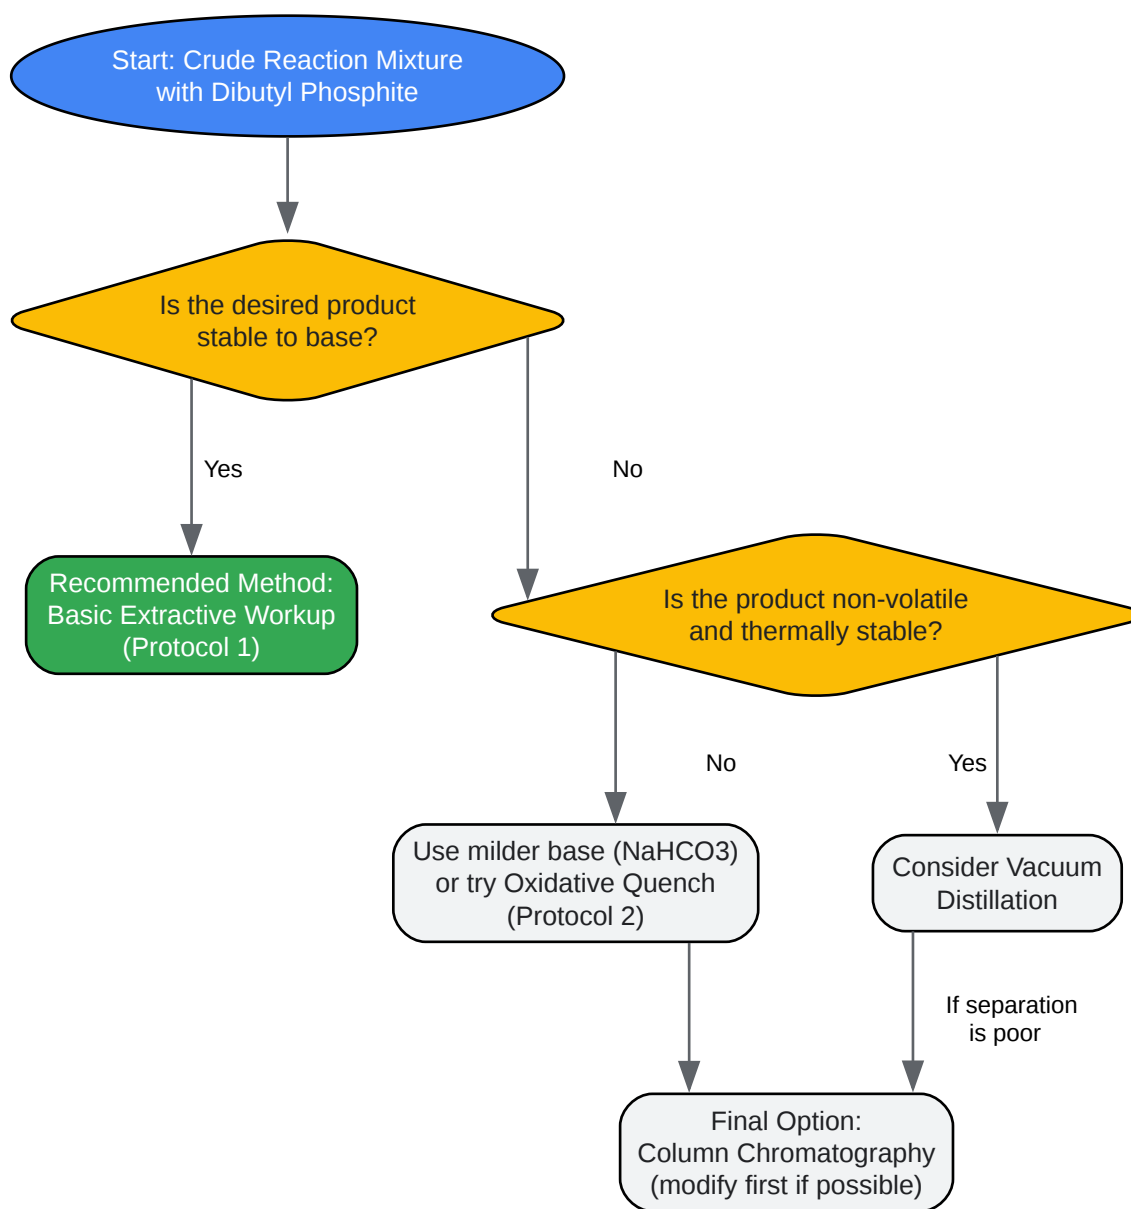 Start: Crude Reaction Mixture
with Dibutyl Phosphite
Is the desired product
stable to base?
Yes
No
Recommended Method:
Basic Extractive Workup
(Protocol 1)
Is the product non-volatile
and thermally stable?
No
Yes
Use milder base (NaHCO3)
or try Oxidative Quench
(Protocol 2)
Consider Vacuum
Distillation
If separation
is poor
Final Option:
Column Chromatography
(modify first if possible)